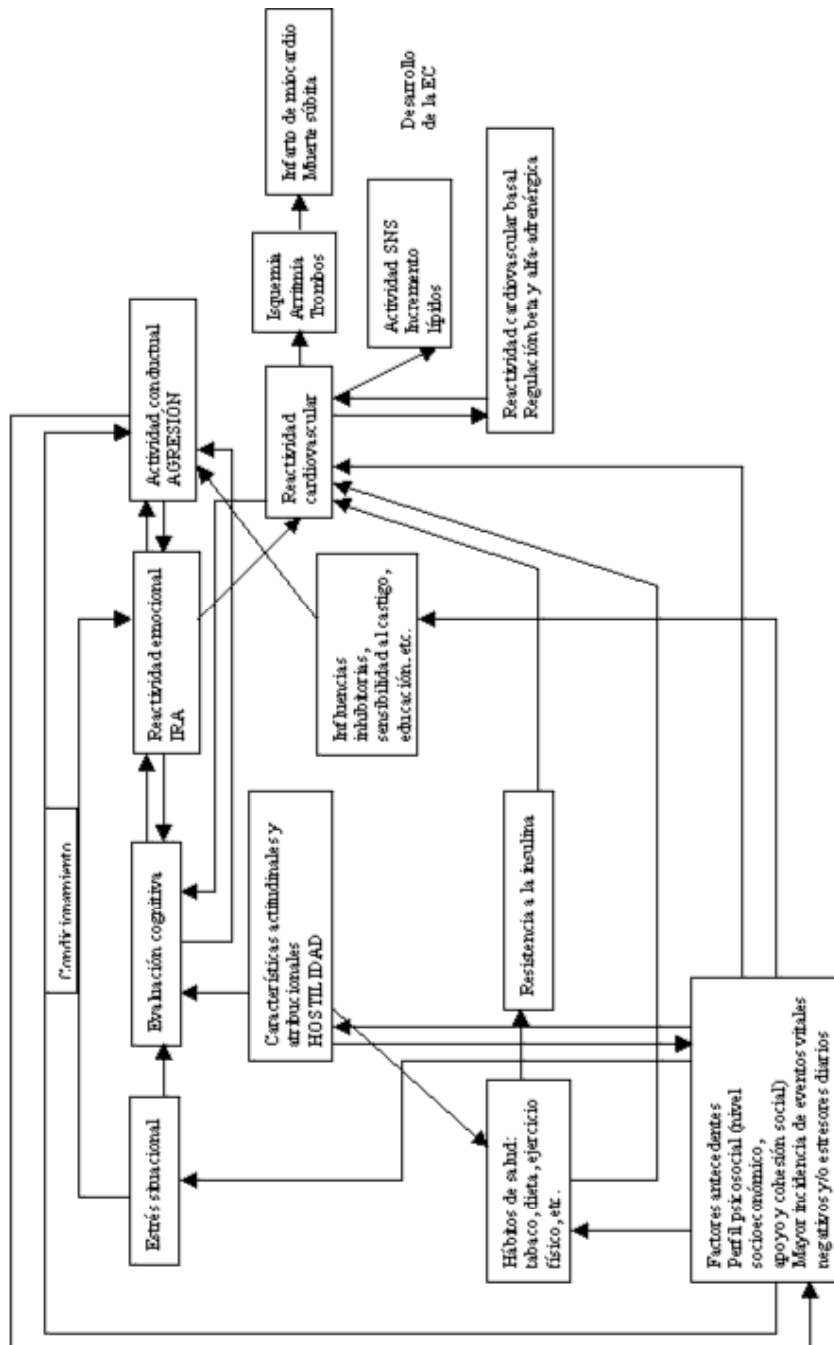 Condicionamiento
Estrés situacional
Evaluación cognitiva
Reactividad emocional
IRA
Actividad conductual
AGRESIÓN
Características actitudinales y
atribucionales
HOSTILIDAD
Reactividad
cardiovascular
Isquemia
Arritmia
Trombos
Infarto de miocardio
Muerte súbita
Influencias
inhibitorias,
sensibilidad al castigo,
educación. etc.
Actividad SNS
Incremento
lípidos
Desarrollo
de la EC
Hábitos de salud:
tabaco, dieta, ejercicio
físico, etc.
Resistencia a la insulina
Reactividad cardiovascular basal
Regulación beta y alfa-adrenérgica
Factores antecedentes
Perfil psicosocial (nivel
socioeconómico,
apoyo y cohesión social)
Mayor incidencia de eventos vitales
negativos y/o estresores diarios